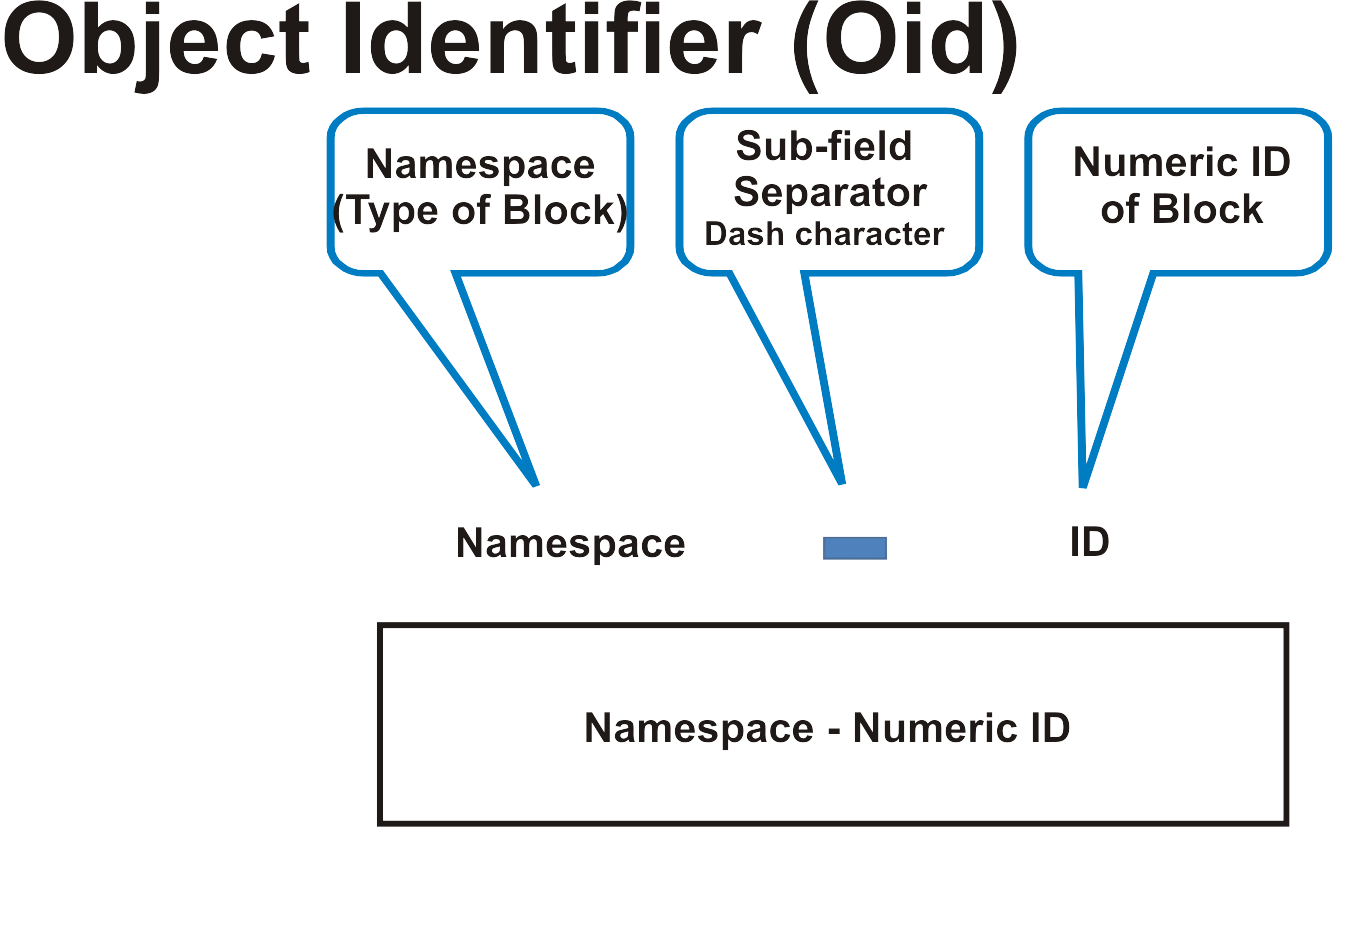 Object Identifier (Oid)
Namespace
(Type of Block)
Sub-field
Separator
Dash character
Numeric ID
of Block
Namespace
ID
Namespace - Numeric ID